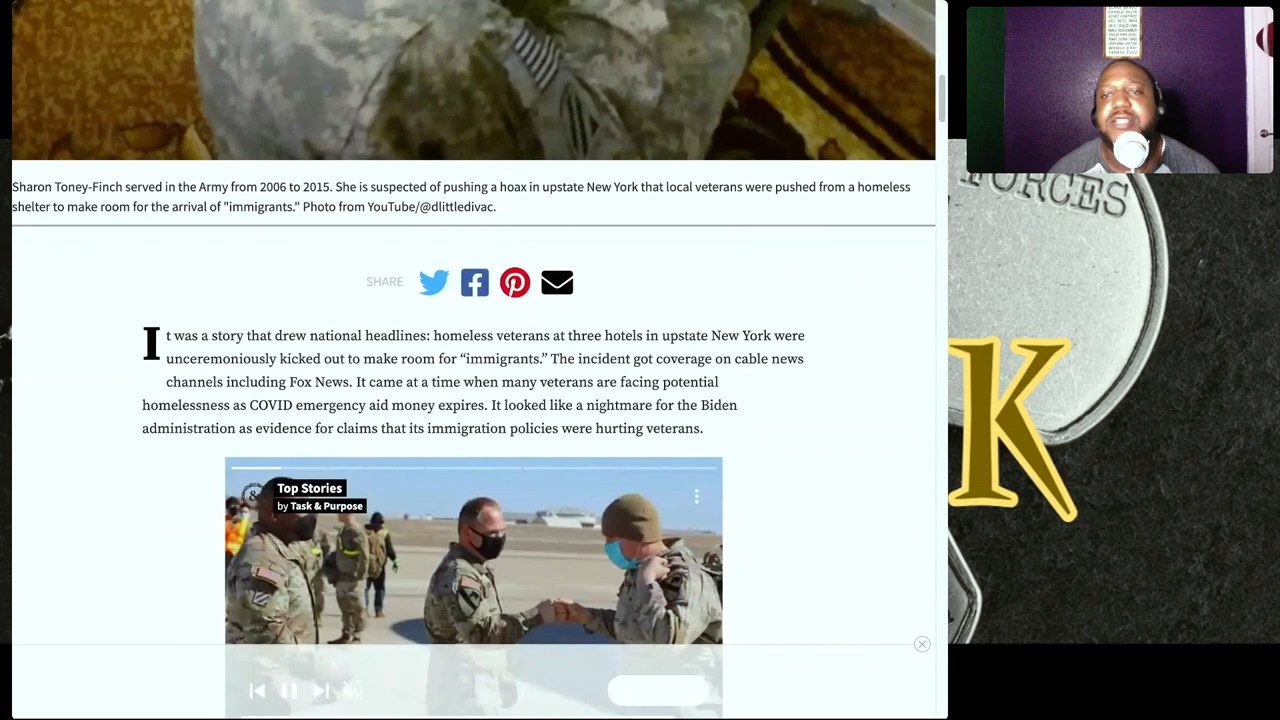 Sharon Toney-Finch served in the Army from 2006 to 2015. She is suspected of pushing a hoax in upstate New York that local veterans were pushed from a homeless
shelter to make room for the arrival of "immigrants." Photo from YouTube/@dlittledivac.
SHARE
It was a story that drew national headlines: homeless veterans at three hotels in upstate New York were
unceremoniously kicked out to make room for “immigrants.” The incident got coverage on cable news
channels including Fox News. It came at a time when many veterans are facing potential
homelessness as COVID emergency aid money expires. It looked like a nightmare for the Biden
administration as evidence for claims that its immigration policies were hurting veterans.
Top Stories
by Task & Purpose
FORCES
K